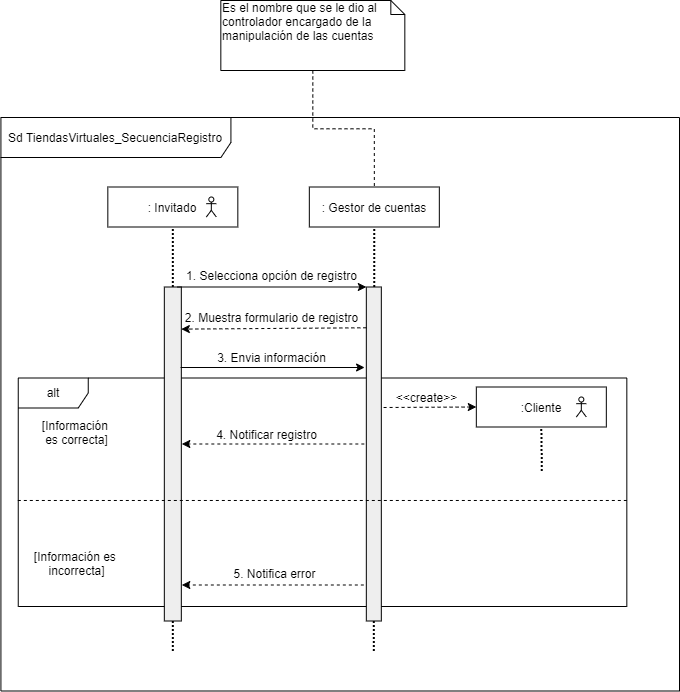 Es el nombre que se le dio al
controlador encargado de la
manipulación de las cuentas
Sd TiendasVirtuales_SecuenciaRegistro
: Invitado
: Gestor de cuentas
1. Selecciona opción de registro
2. Muestra formulario de registro
3. Envia información
alt
<<create>>
:Cliente
[Información
es correcta]
4. Notificar registro
[Información es
incorrecta]
5. Notifica error